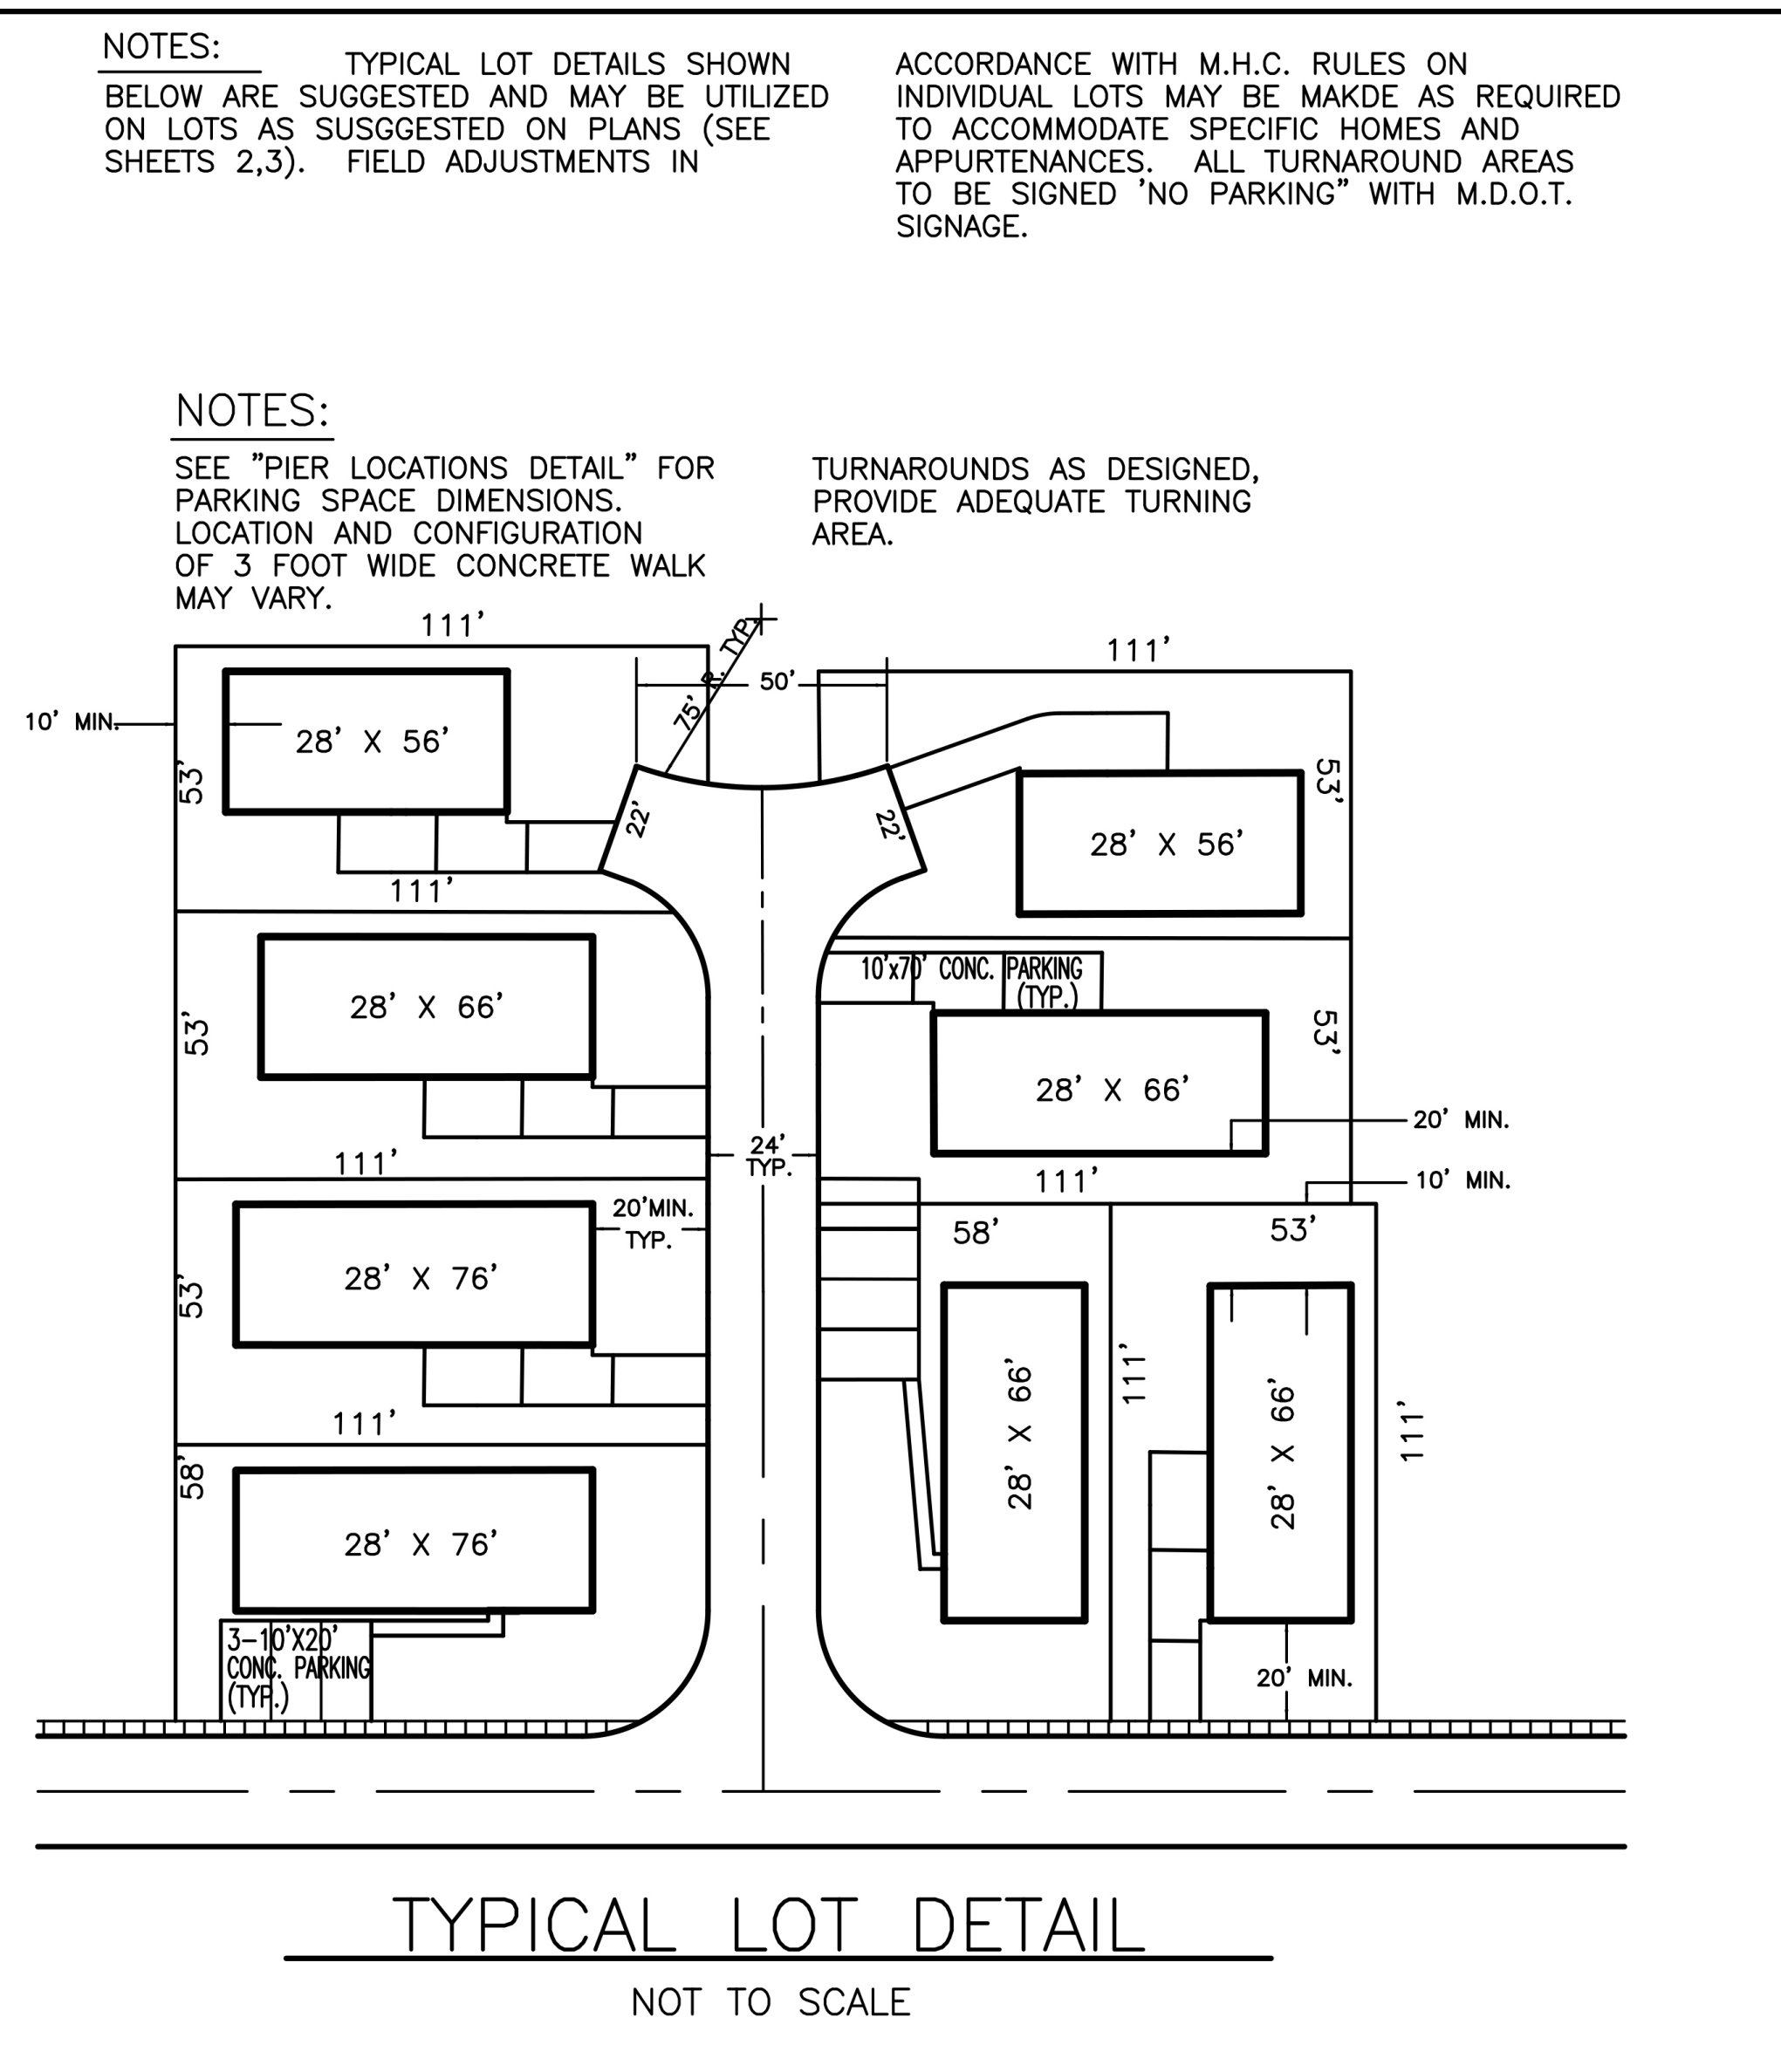 NOTES:
TYPICAL LOT DETAILS SHOWN
BELOW ARE SUGGESTED AND MAY BE UTILIZED
ON LOTS AS SUSGGESTED ON PLANS (SEE
SHEETS 2,3). FIELD ADJUSTMENTS IN
ACCORDANCE WITH M.H.C. RULES ON
INDIVIDUAL LOTS MAY BE MAKDE AS REQUIRED
TO ACCOMMODATE SPECIFIC HOMES AND
APPURTENANCES. ALL TURNAROUND AREAS
TO BE SIGNED 'NO PARKING" WITH M.D.O.T.
SIGNAGE.
NOTES:
SEE "PIER LOCATIONS DETAIL" FOR
PARKING SPACE DIMENSIONS.
LOCATION AND CONFIGURATION
OF 3 FOOT WIDE CONCRETE WALK
MAY VARY.
TURNAROUNDS AS DESIGNED,
PROVIDE ADEQUATE TURNING
AREA.
111'
75' R. TYP.
50'
111'
10' MIN.
28' X 56'
53'
22'
22'
28' X 56'
53'
111'
28' X 66'
53'
10'x70' CONC. PARKING
(TYP.)
28' X 66'
53'
20' MIN.
24'
TYP.
111'
111'
10' MIN.
20'MIN.
TYP.
28' X 76'
53'
58'
53'
111'
28' X 66'
111'
28' X 66'
111'
58'
28' X 76'
3-10'X20'
CONC. PARKING
(TYP.)
20' MIN.
TYPICAL LOT DETAIL
NOT TO SCALE